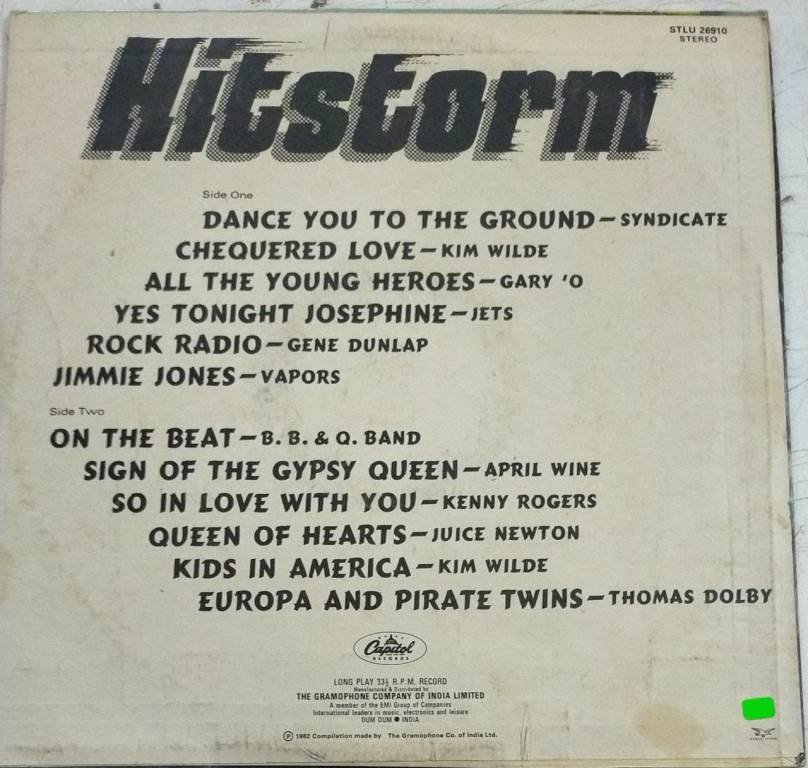 STLU 26910
STEREO
Hitstorm
Side One
DANCE YOU TO THE GROUND – SYNDICATE
CHEQUERED LOVE – KIM WILDE
ALL THE YOUNG HEROES – GARY 'O
YES TONIGHT JOSEPHINE – JETS
ROCK RADIO – GENE DUNLAP
JIMMIE JONES – VAPORS
Side Two
ON THE BEAT – B. B. & Q. BAND
SIGN OF THE GYPSY QUEEN – APRIL WINE
SO IN LOVE WITH YOU – KENNY ROGERS
QUEEN OF HEARTS – JUICE NEWTON
KIDS IN AMERICA – KIM WILDE
EUROPA AND PIRATE TWINS – THOMAS DOLBY
Capitol
RECORDS
LONG PLAY 33⅓ R.P.M. RECORD
Manufactured & Distributed by
THE GRAMOPHONE COMPANY OF INDIA LIMITED
A member of the EMI Group of Companies
International leaders in music, electronics and leisure
DUM DUM ● INDIA
℗ 1982 Compilation made by The Gramophone Co. of India Ltd.